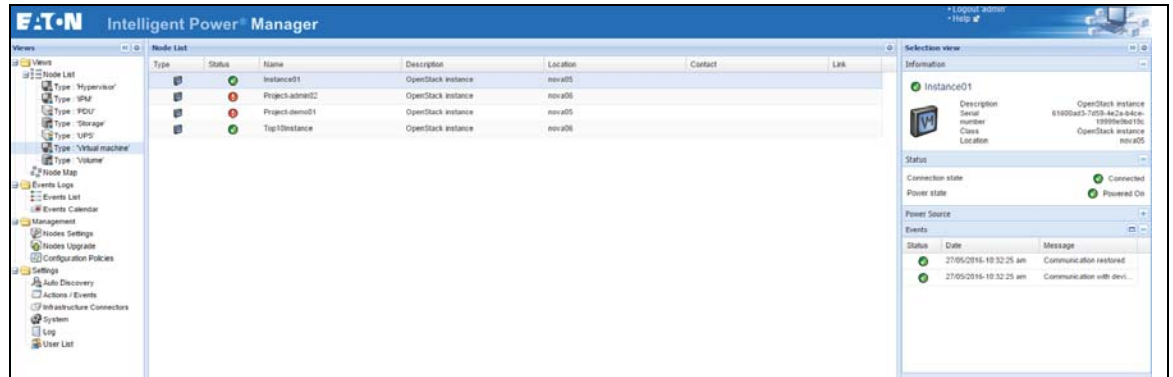 EATON Intelligent Power® Manager
• Logout 'admin'
• Help
Views
Views
Node List
Type : 'Hypervisor'
Type : 'IPM'
Type : 'PDU'
Type : 'Storage'
Type : 'UPS'
Type : 'Virtual machine'
Type : 'Volume'
Node Map
Events Logs
Events List
Events Calendar
Management
Nodes Settings
Nodes Upgrade
Configuration Policies
Settings
Auto Discovery
Actions / Events
Infrastructure Connectors
System
Log
User List
Node List
Type Status Name Description Location Contact Link
Instance01 OpenStack instance nova05
Project-admin02 OpenStack instance nova06
Project-demo01 OpenStack instance nova05
Top10Instance OpenStack instance nova06
Selection view
Information
Instance01
Description OpenStack instance
Serial number
Class OpenStack instance
Location nova05
Status
Connection state Connected
Power state Powered On
Power Source
Events
Status Date Message
27/05/2016-10:32:25 am Communication restored
27/05/2016-10:32:25 am Communication with devi...